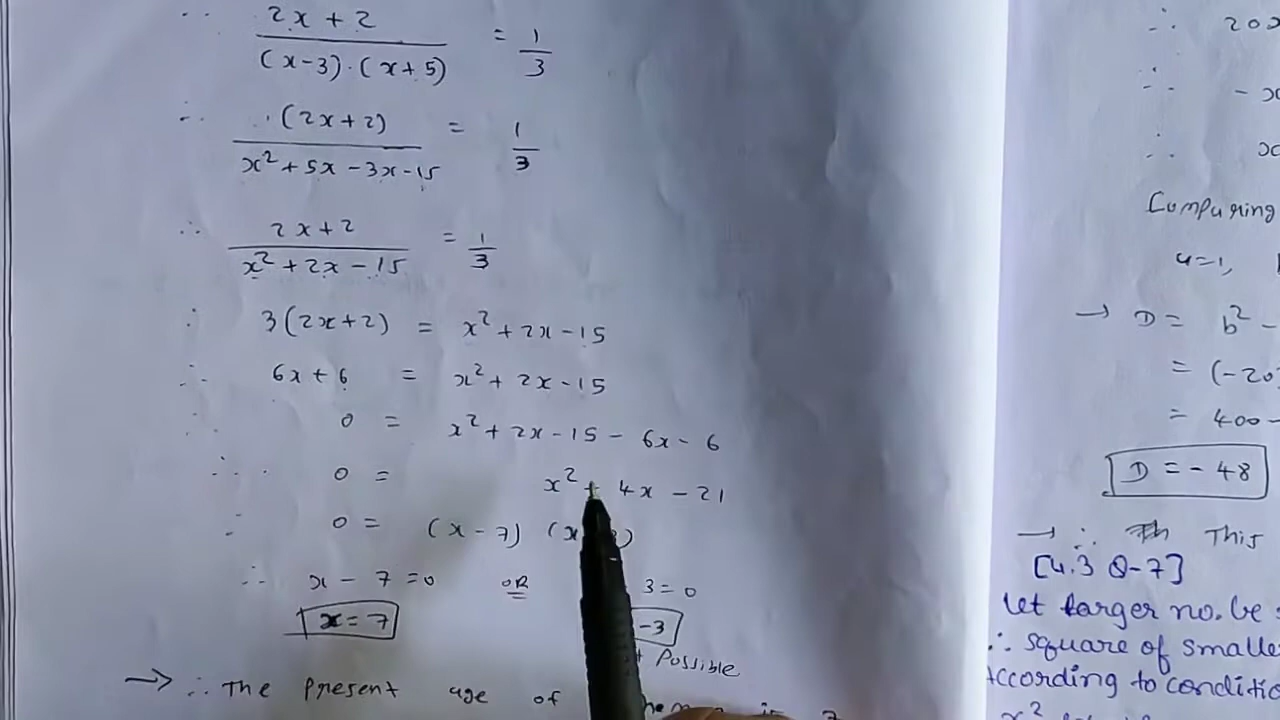 ∴ 2x + 2 / (x-3)·(x+5) = 1/3
∴ (2x+2) / x² + 5x - 3x - 15 = 1/3
∴ 2x+2 / x² + 2x - 15 = 1/3
∴ 3(2x+2) = x² + 2x - 15
∴ 6x + 6 = x² + 2x - 15
∴ 0 = x² + 2x - 15 - 6x - 6
∴ 0 = x² + 4x - 21
∴ 0 = (x - 7) (x
∴ x - 7 = 0 OR 3 = 0
x = 7 -3
Possible
→ ∴ The present age of
∴ 20x
∴ - x
∴ x
Comparing
a=1,
→ D = b² -
= (-20
= 400 -
D = - 48
→ ∴ This
[4.3 Q-7]
Let larger no. be
∴ square of smalle
According to conditio
x²